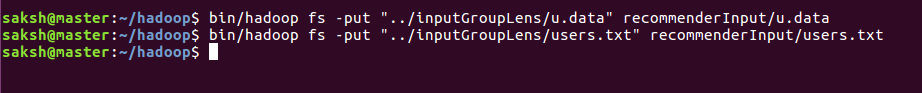 saksh@master:~/hadoop$ bin/hadoop fs -put "../inputGroupLens/u.data" recommenderInput/u.data
saksh@master:~/hadoop$ bin/hadoop fs -put "../inputGroupLens/users.txt" recommenderInput/users.txt
saksh@master:~/hadoop$